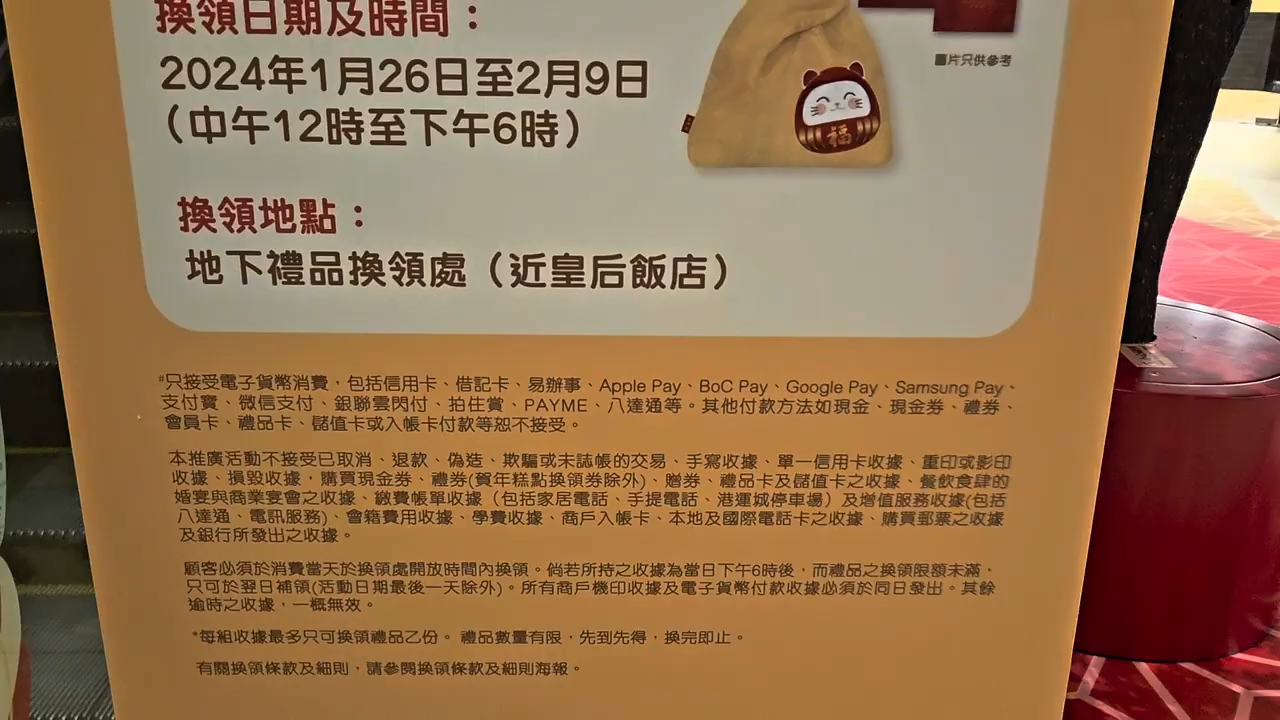 換領日期及時間：
2024年1月26日至2月9日
（中午12時至下午6時）
福
圖片只供參考
換領地點：
地下禮品換領處（近皇后飯店）
#只接受電子貨幣消費，包括信用卡、借記卡、易辦事、Apple Pay、BoC Pay、Google Pay、Samsung Pay、
支付寶、微信支付、銀聯雲閃付、拍住賞、PAYME、八達通等。其他付款方法如現金、現金券、禮券、
會員卡、禮品卡、儲值卡或入帳卡付款等恕不接受。
本推廣活動不接受已取消、退款、偽造、欺騙或未誌帳的交易、手寫收據、單一信用卡收據、重印或影印
收據、損毀收據，購買現金券、禮券(賀年糕點換領券除外)、贈券、禮品卡及儲值卡之收據、餐飲食肆的
婚宴與商業宴會之收據、繳費帳單收據（包括家居電話、手提電話、港運城停車場）及增值服務收據(包括
八達通、電訊服務)、會籍費用收據、學費收據、商戶入帳卡、本地及國際電話卡之收據、購買郵票之收據
及銀行所發出之收據。
顧客必須於消費當天於換領處開放時間內換領。倘若所持之收據為當日下午6時後，而禮品之換領限額未滿，
只可於翌日補領(活動日期最後一天除外)。所有商戶機印收據及電子貨幣付款收據必須於同日發出。其餘
逾時之收據，一概無效。
*每組收據最多只可換領禮品乙份。 禮品數量有限，先到先得，換完即止。
有關換領條款及細則，請參閱換領條款及細則海報。